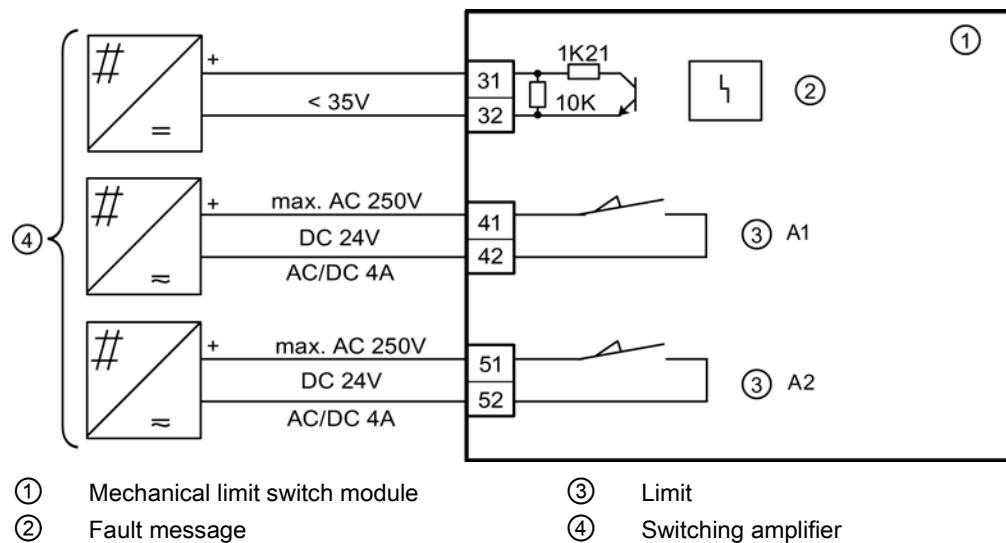 ①
+
31
1K21
< 35V
10K
②
32
④
+
max. AC 250V
41
DC 24V
③ A1
42
AC/DC 4A
+
max. AC 250V
51
DC 24V
③ A2
52
AC/DC 4A
① Mechanical limit switch module
③ Limit
② Fault message
④ Switching amplifier